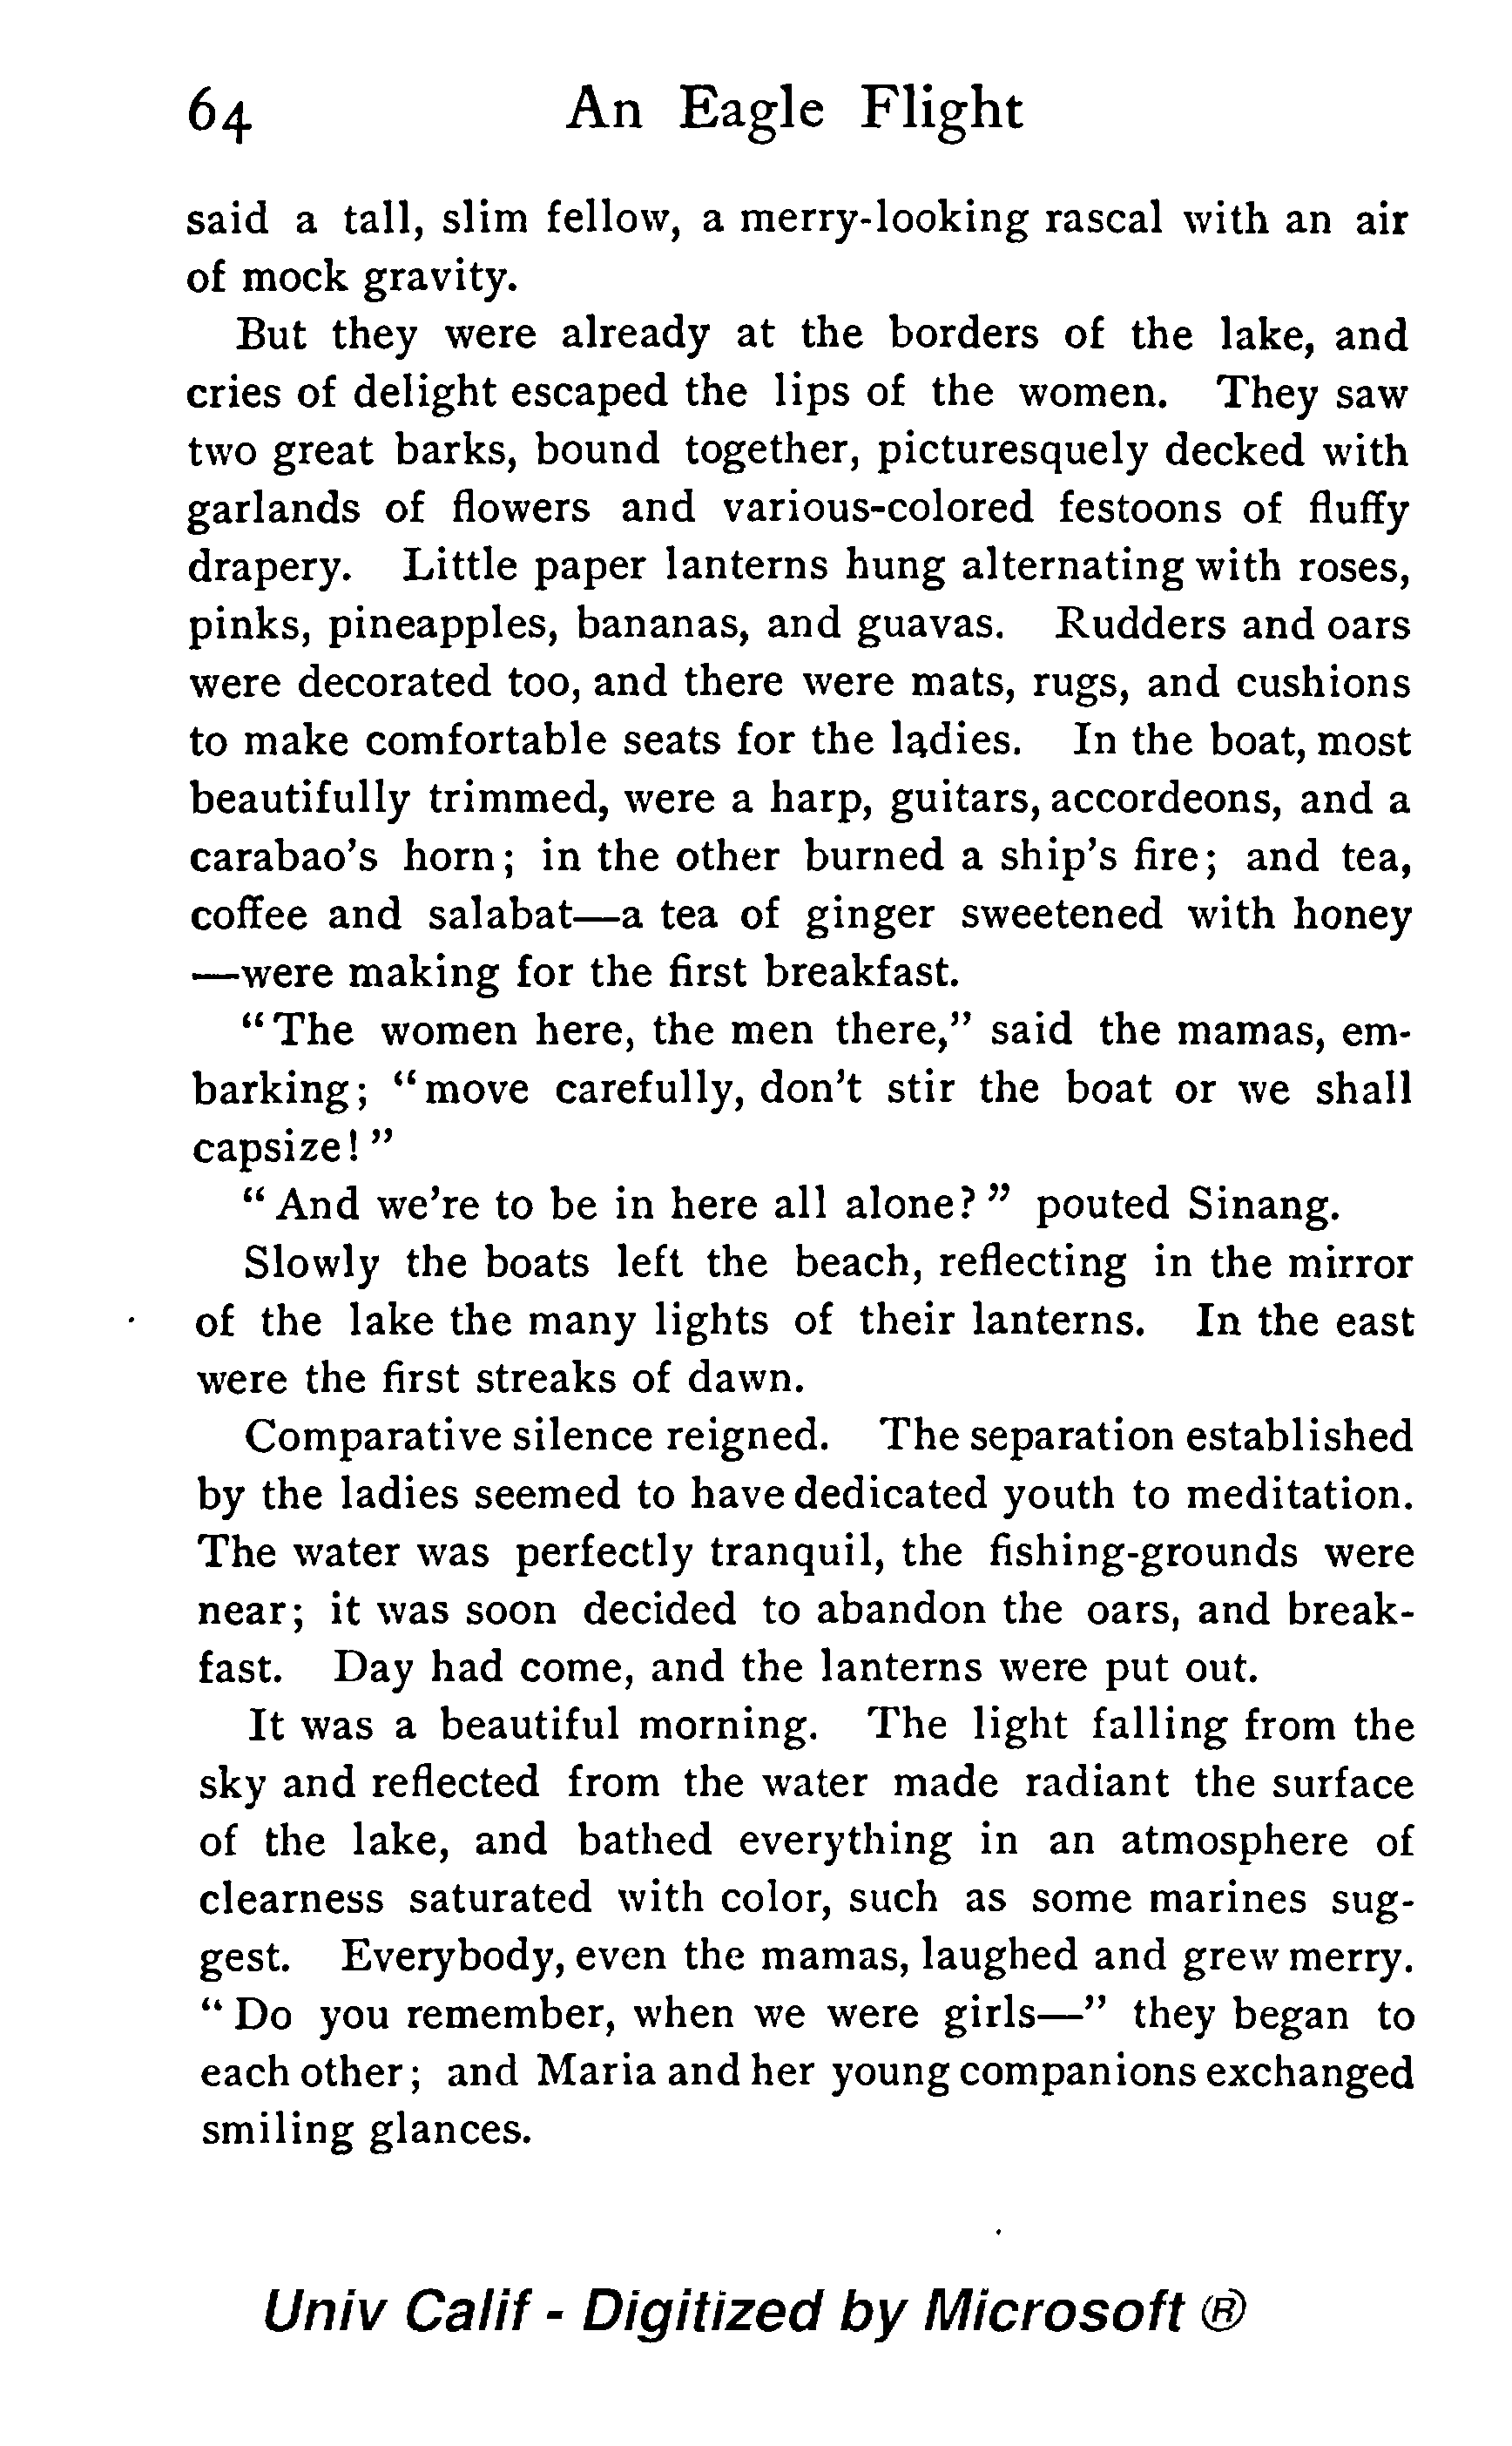 64 An Eagle Flight
said a tall, slim fellow, a merry-looking rascal with an air
of mock gravity.
But they were already at the borders of the lake, and
cries of delight escaped the lips of the women. They saw
two great barks, bound together, picturesquely decked with
garlands of flowers and various-colored festoons of fluffy
drapery. Little paper lanterns hung alternating with roses,
pinks, pineapples, bananas, and guavas. Rudders and oars
were decorated too, and there were mats, rugs, and cushions
to make comfortable seats for the ladies. In the boat, most
beautifully trimmed, were a harp, guitars, accordeons, and a
carabao's horn; in the other burned a ship's fire; and tea,
coffee and salabat—a tea of ginger sweetened with honey
—were making for the first breakfast.
"The women here, the men there," said the mamas, em-
barking; "move carefully, don't stir the boat or we shall
capsize!"
"And we're to be in here all alone?" pouted Sinang.
Slowly the boats left the beach, reflecting in the mirror
of the lake the many lights of their lanterns. In the east
were the first streaks of dawn.
Comparative silence reigned. The separation established
by the ladies seemed to have dedicated youth to meditation.
The water was perfectly tranquil, the fishing-grounds were
near; it was soon decided to abandon the oars, and break-
fast. Day had come, and the lanterns were put out.
It was a beautiful morning. The light falling from the
sky and reflected from the water made radiant the surface
of the lake, and bathed everything in an atmosphere of
clearness saturated with color, such as some marines sug-
gest. Everybody, even the mamas, laughed and grew merry.
"Do you remember, when we were girls—" they began to
each other; and Maria and her young companions exchanged
smiling glances.
Univ Calif - Digitized by Microsoft ®